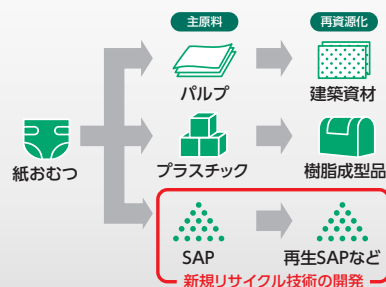 主原料
再資源化
パルプ
建築資材
紙おむつ
プラスチック
樹脂成型品
SAP
再生SAPなど
新規リサイクル技術の開発